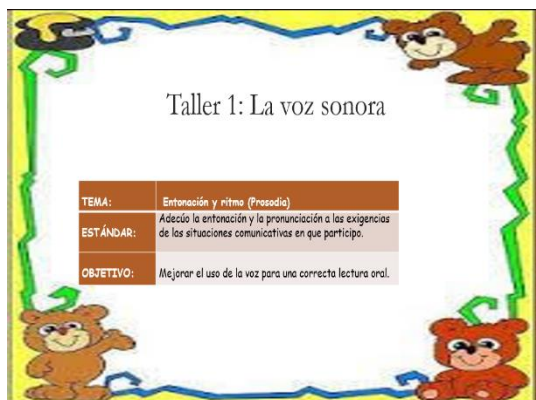 Taller 1: La voz sonora
TEMA: Entonación y ritmo (Prosodia)
ESTÁNDAR: Adecúo la entonación y la pronunciación a las exigencias
de las situaciones comunicativas en que participo.
OBJETIVO: Mejorar el uso de la voz para una correcta lectura oral.